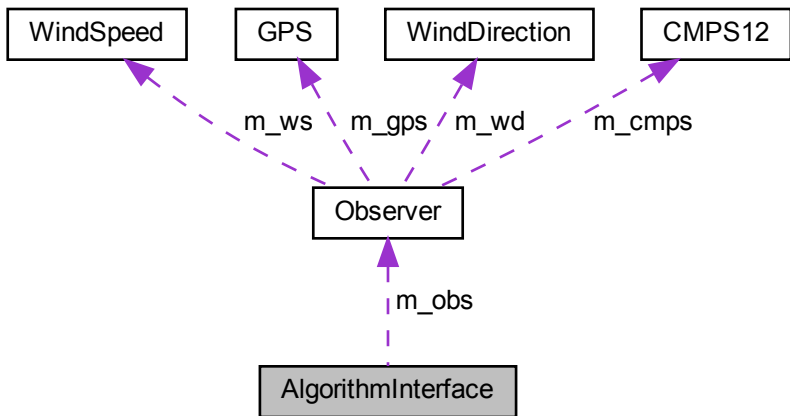 WindSpeed
GPS
WindDirection
CMPS12
m_ws
m_gps
m_wd
m_cmps
Observer
m_obs
AlgorithmInterface